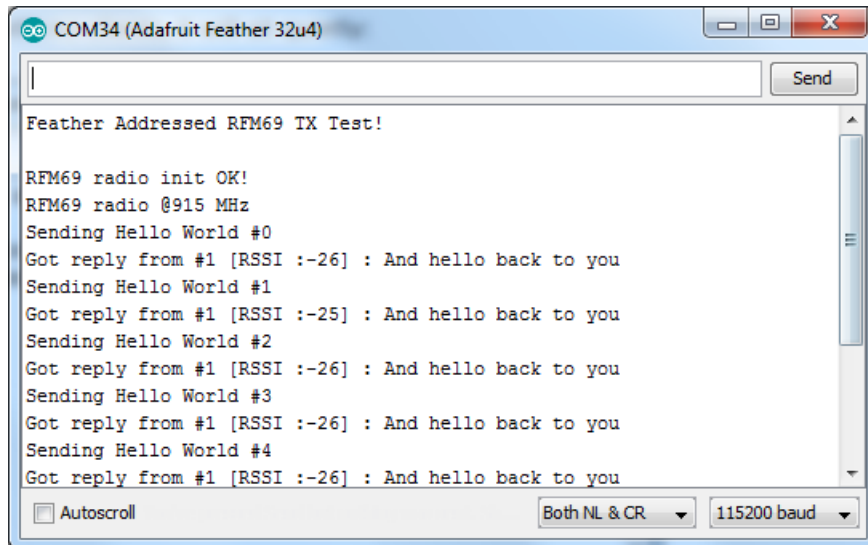 COM34 (Adafruit Feather 32u4)
Send
Feather Addressed RFM69 TX Test!
RFM69 radio init OK!
RFM69 radio @915 MHz
Sending Hello World #0
Got reply from #1 [RSSI :-26] : And hello back to you
Sending Hello World #1
Got reply from #1 [RSSI :-25] : And hello back to you
Sending Hello World #2
Got reply from #1 [RSSI :-26] : And hello back to you
Sending Hello World #3
Got reply from #1 [RSSI :-26] : And hello back to you
Sending Hello World #4
Got reply from #1 [RSSI :-26] : And hello back to you
Autoscroll Both NL & CR 115200 baud